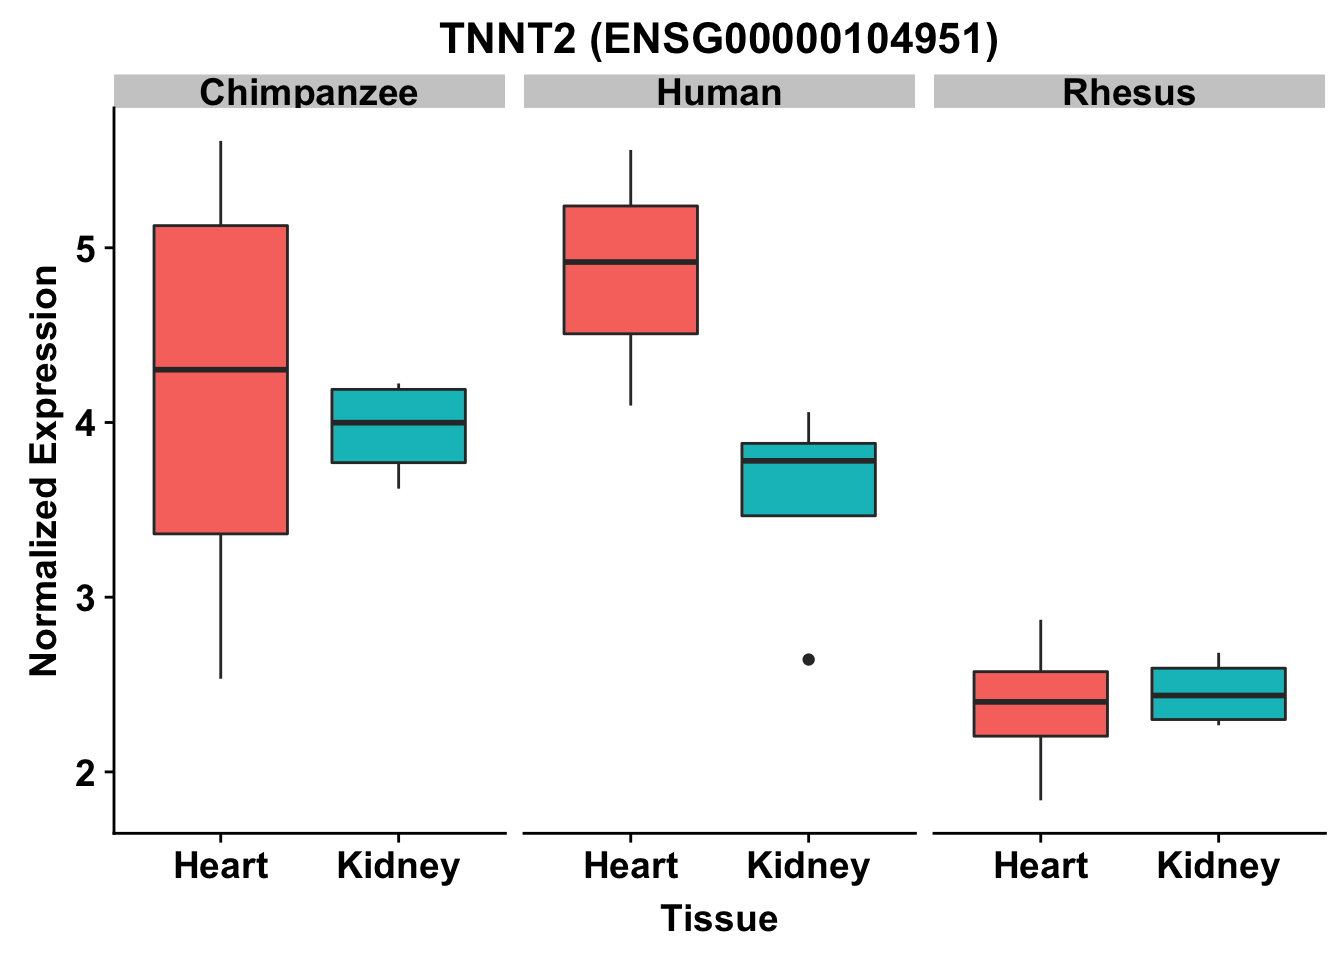 TNNT2 (ENSG00000104951)
Chimpanzee Human Rhesus
Normalized Expression
5
4
3
2
Heart Kidney Heart Kidney Heart Kidney
Tissue